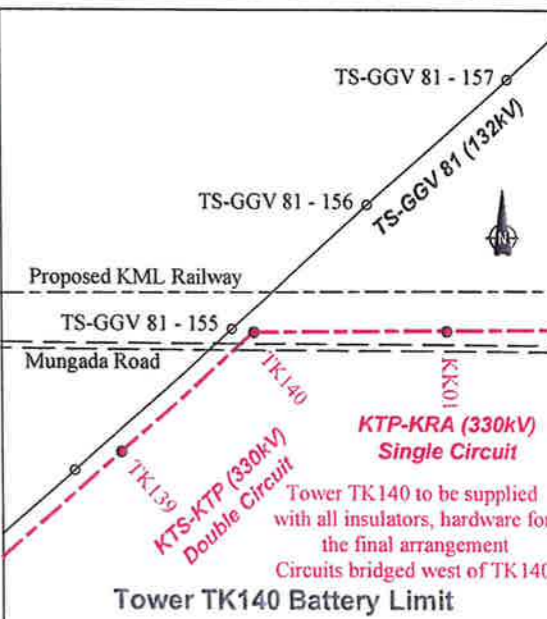 TS-GGV 81 - 157
TS-GGV 81 (132kV)
TS-GGV 81 - 156
N
Proposed KML Railway
TS-GGV 81 - 155
Mungada Road
TK140
KK01
KTP-KRA (330kV)
Single Circuit
TK139
KTS-KTP (330kV)
Double Circuit
Tower TK140 to be supplied
with all insulators, hardware for
the final arrangement
Circuits bridged west of TK140
Tower TK140 Battery Limit